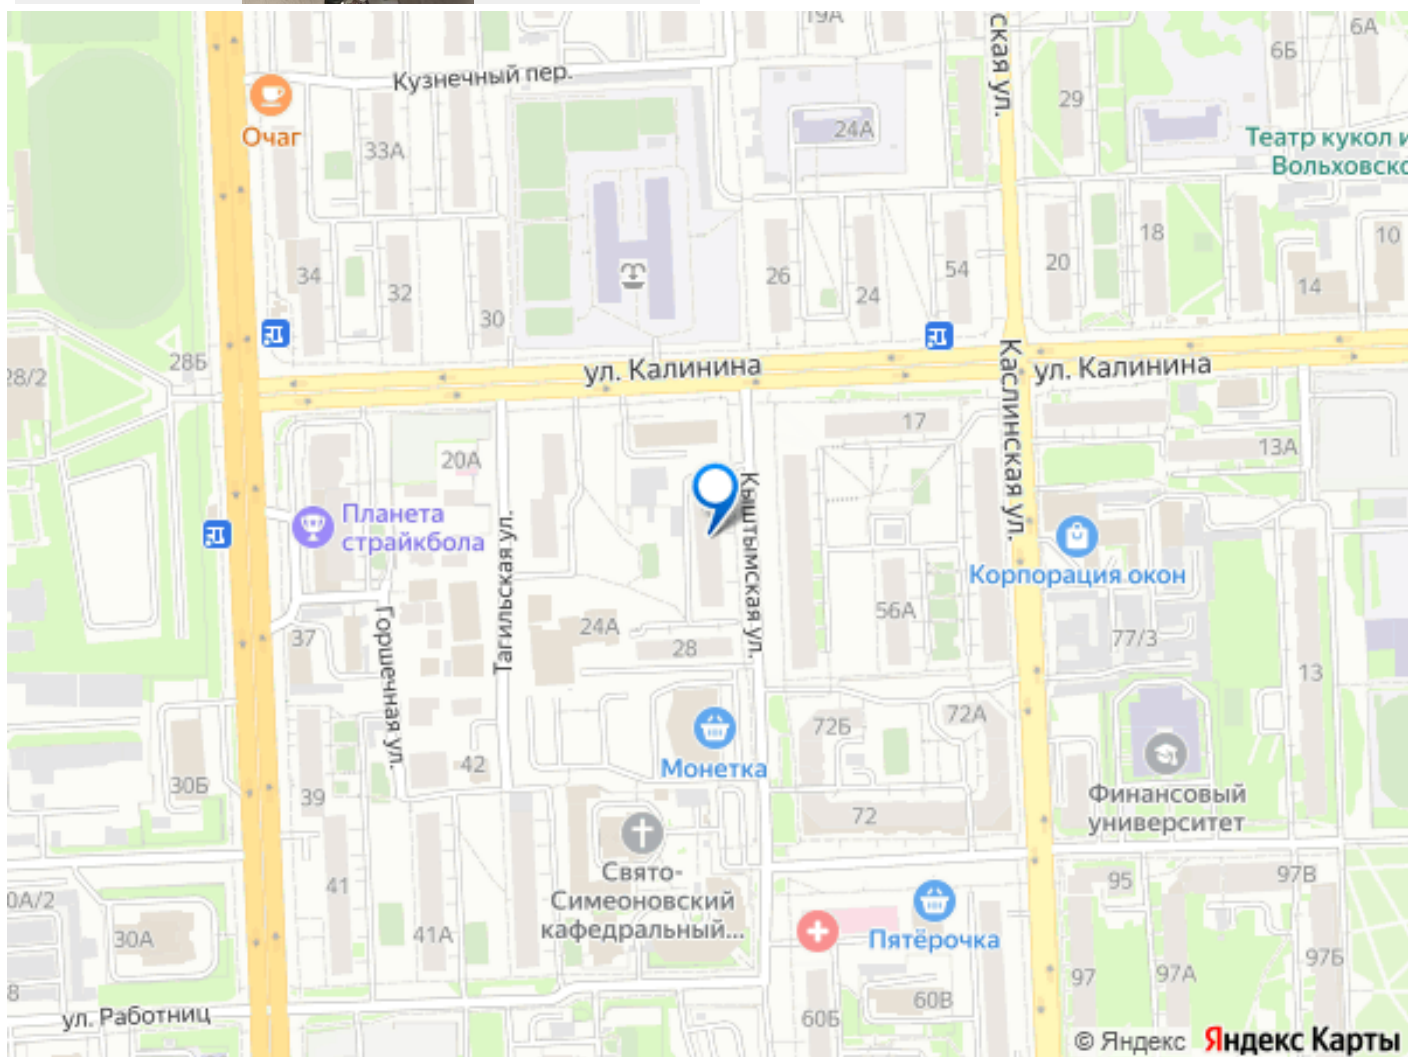 19А
6А
6Б
ская ул.
Кузнечный пер.
Очаг
29
24А
33А
Театр кукол и
Вольховско
18
10
34
32
30
26
24
54
20
14
28Б
28/2
ул. Калинина
ул. Калинина
Каслинская ул.
17
13А
20А
Кыштымская ул.
Планета
страйкбола
Тагильская ул.
Корпорация окон
56А
77/3
37
Горшечная ул.
24А
28
13
72Б
72А
42
Монетка
30Б
39
72
Финансовый
университет
Свято-
Симеоновский
кафедральный...
41
95
97В
0А/2
30А
41А
Пятёрочка
97Б
97
97А
8
60Б
60В
ул. Работниц
© Яндекс Яндекс Карты